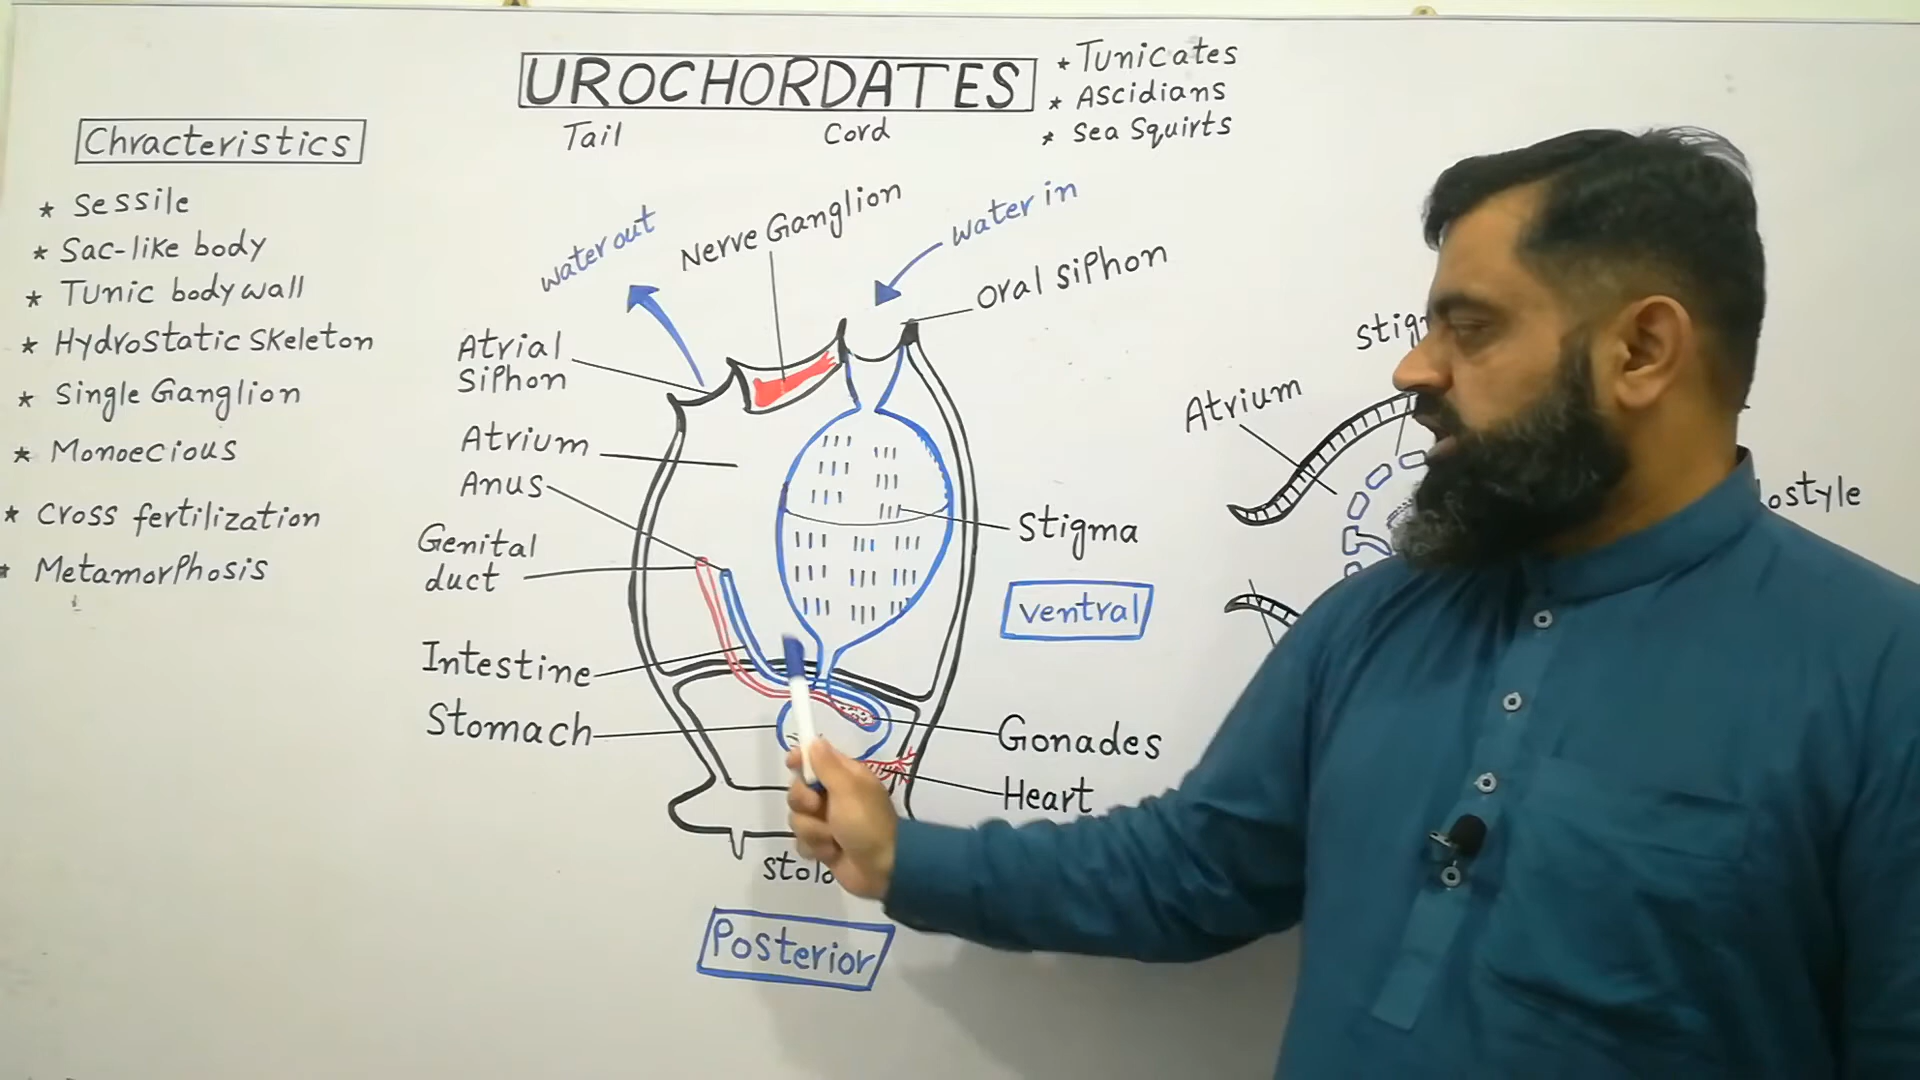 UROCHORDATES
Tail Cord
* Tunicates
* Ascidians
* Sea Squirts
Chracteristics
* Sessile
* Sac-like body
* Tunic body wall
* Hydrostatic Skeleton
* Single Ganglion
* Monoecious
* Cross fertilization
* Metamorphosis
water out
Nerve Ganglion
water in
Oral Siphon
Atrial
Siphon
Atrium
Anus
Genital
duct
Intestine
Stomach
Stigma
Ventral
Gonades
Heart
Posterior
Atrium